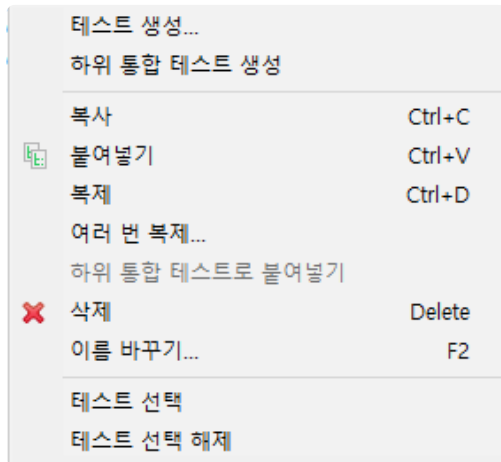 테스트 생성...
하위 통합 테스트 생성
복사 Ctrl+C
붙여넣기 Ctrl+V
복제 Ctrl+D
여러 번 복제...
하위 통합 테스트로 붙여넣기
삭제 Delete
이름 바꾸기... F2
테스트 선택
테스트 선택 해제